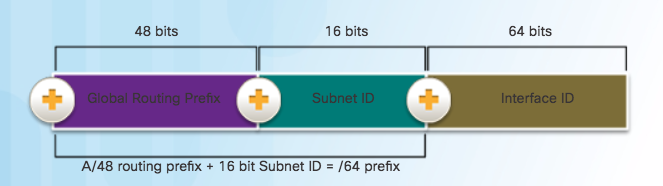 48 bits 16 bits 64 bits
Global Routing Prefix Subnet ID Interface ID
A/48 routing prefix + 16 bit Subnet ID = /64 prefix